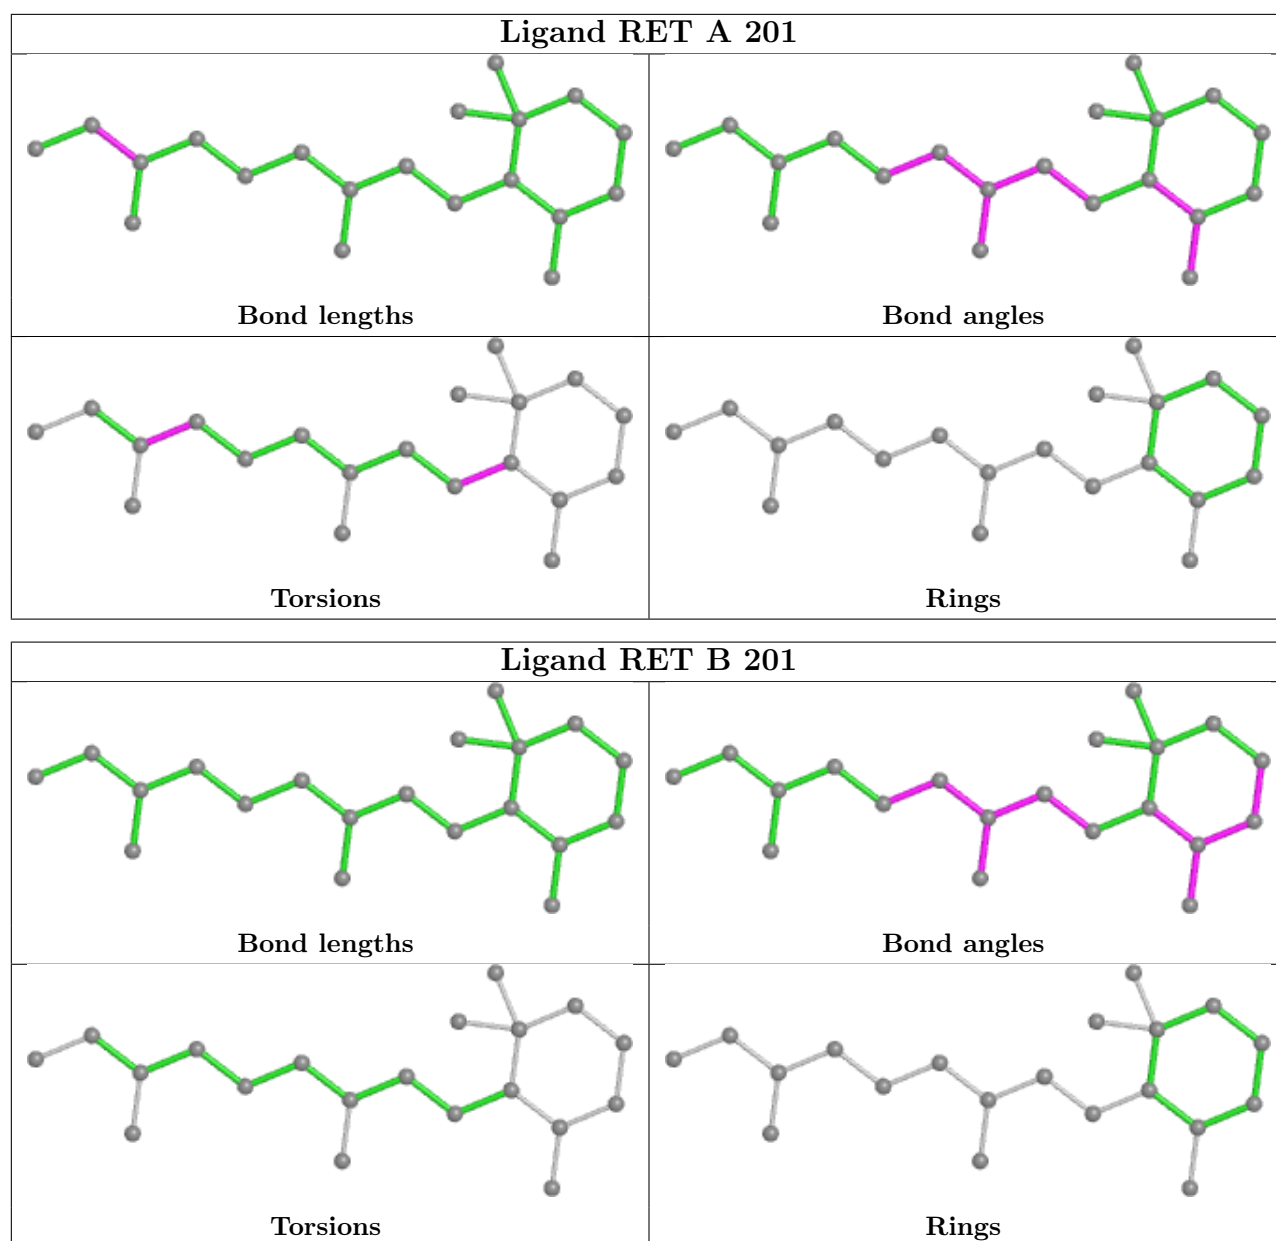 Ligand RET A 201
Bond lengths
Bond angles
Torsions
Rings
Ligand RET B 201
Bond lengths
Bond angles
Torsions
Rings